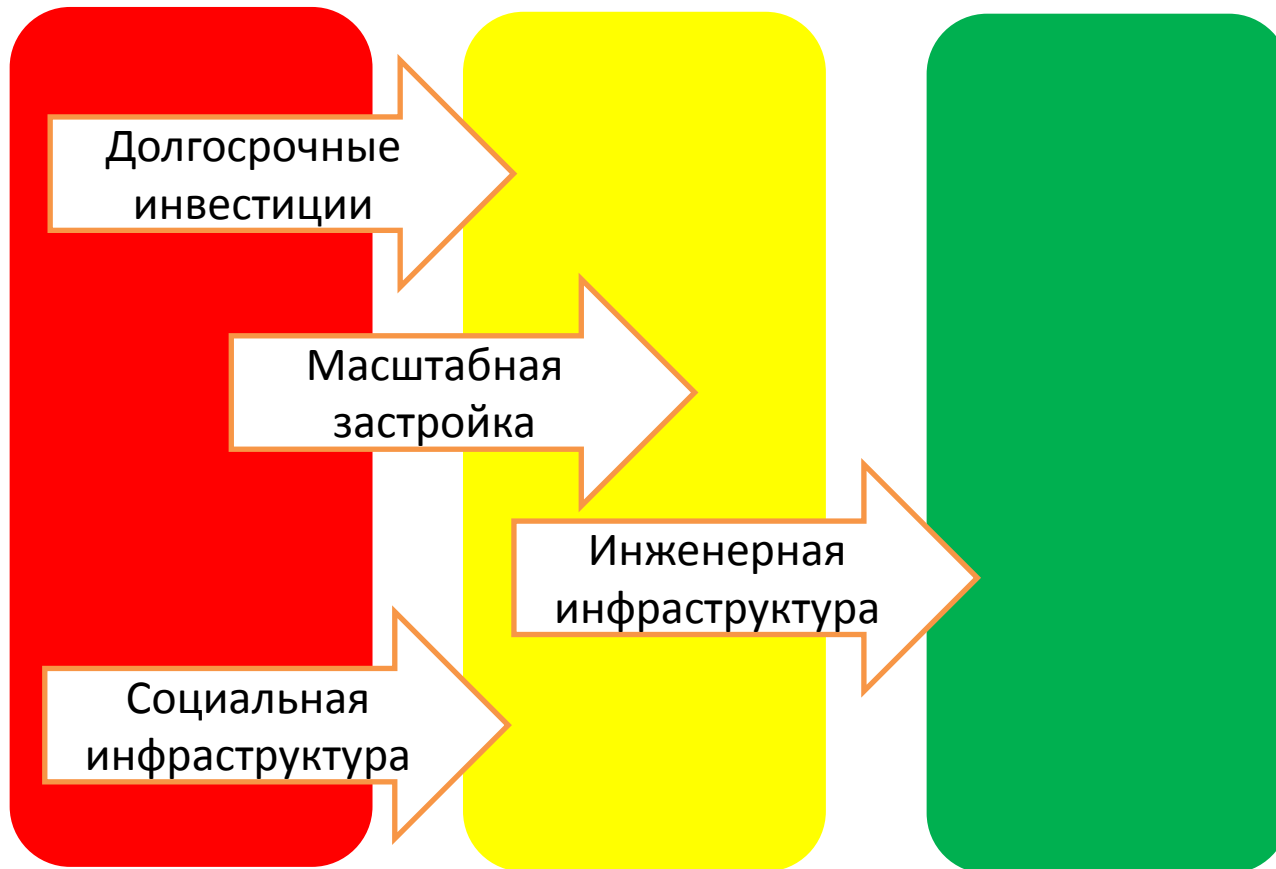 Долгосрочные
инвестиции
Масштабная
застройка
Инженерная
инфраструктура
Социальная
инфраструктура